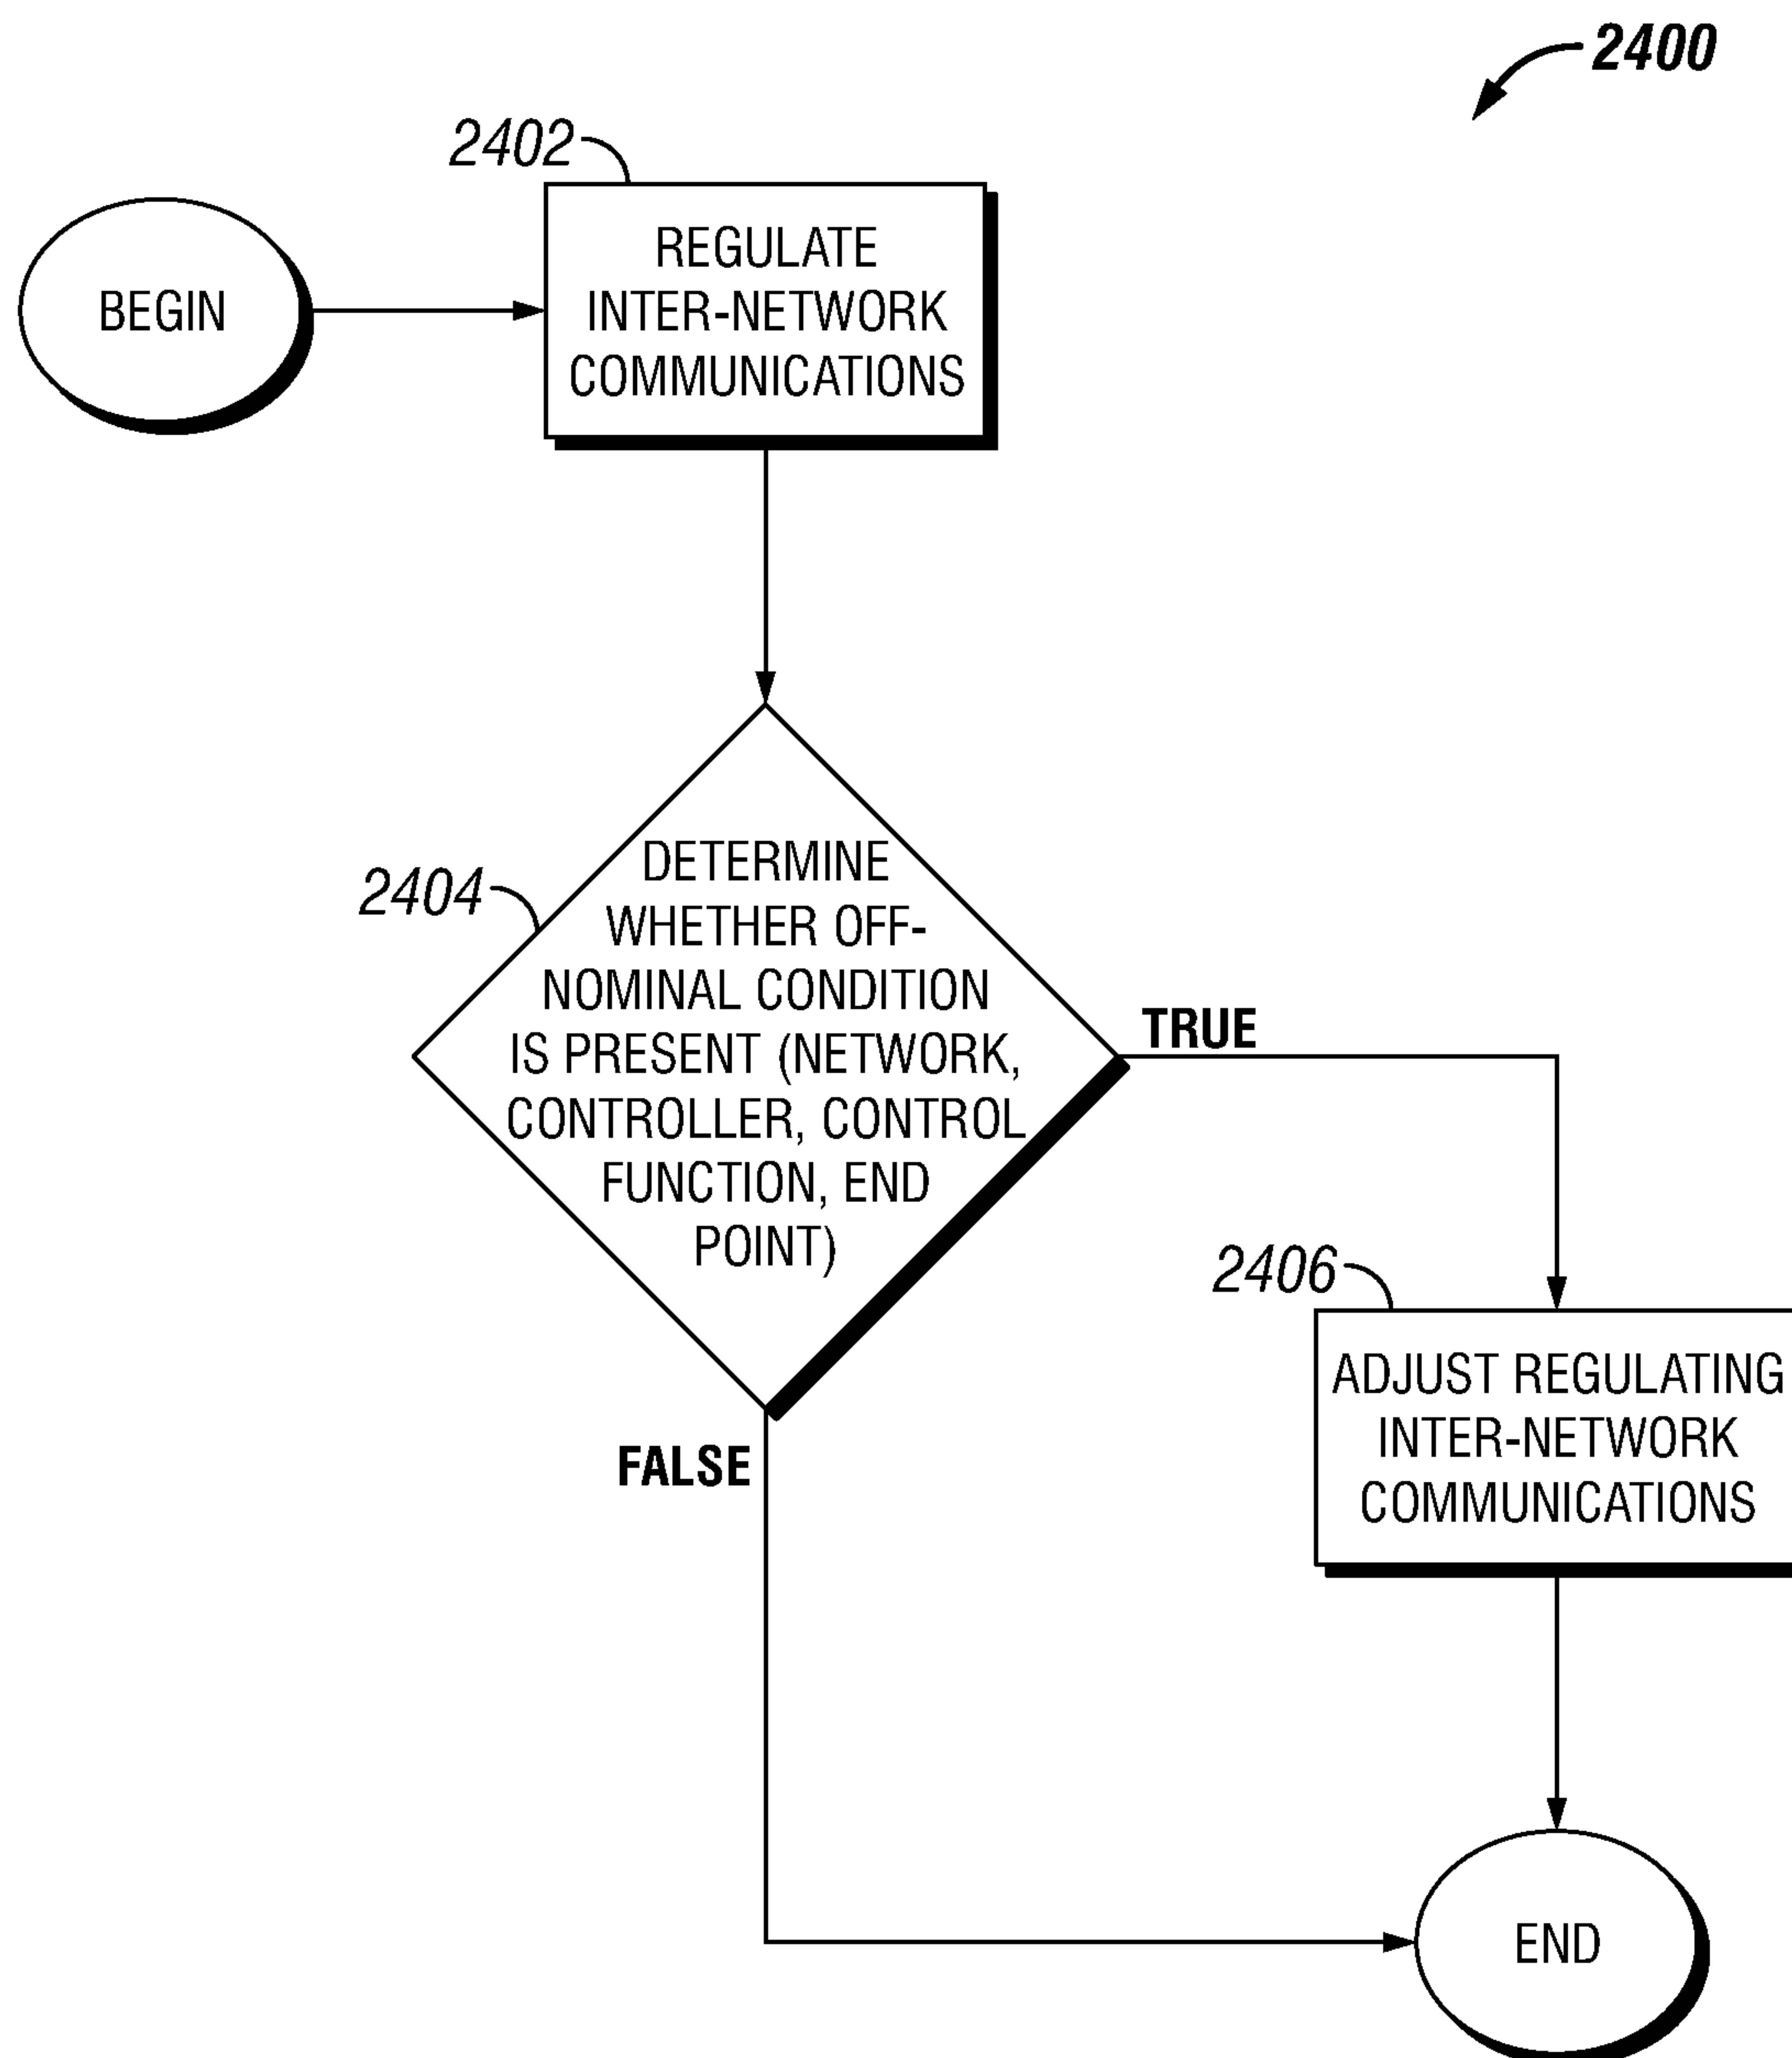 2400
2402
BEGIN
REGULATE
INTER-NETWORK
COMMUNICATIONS
2404
DETERMINE
WHETHER OFF-
NOMINAL CONDITION
IS PRESENT (NETWORK,
CONTROLLER, CONTROL
FUNCTION, END
POINT)
TRUE
FALSE
2406
ADJUST REGULATING
INTER-NETWORK
COMMUNICATIONS
END